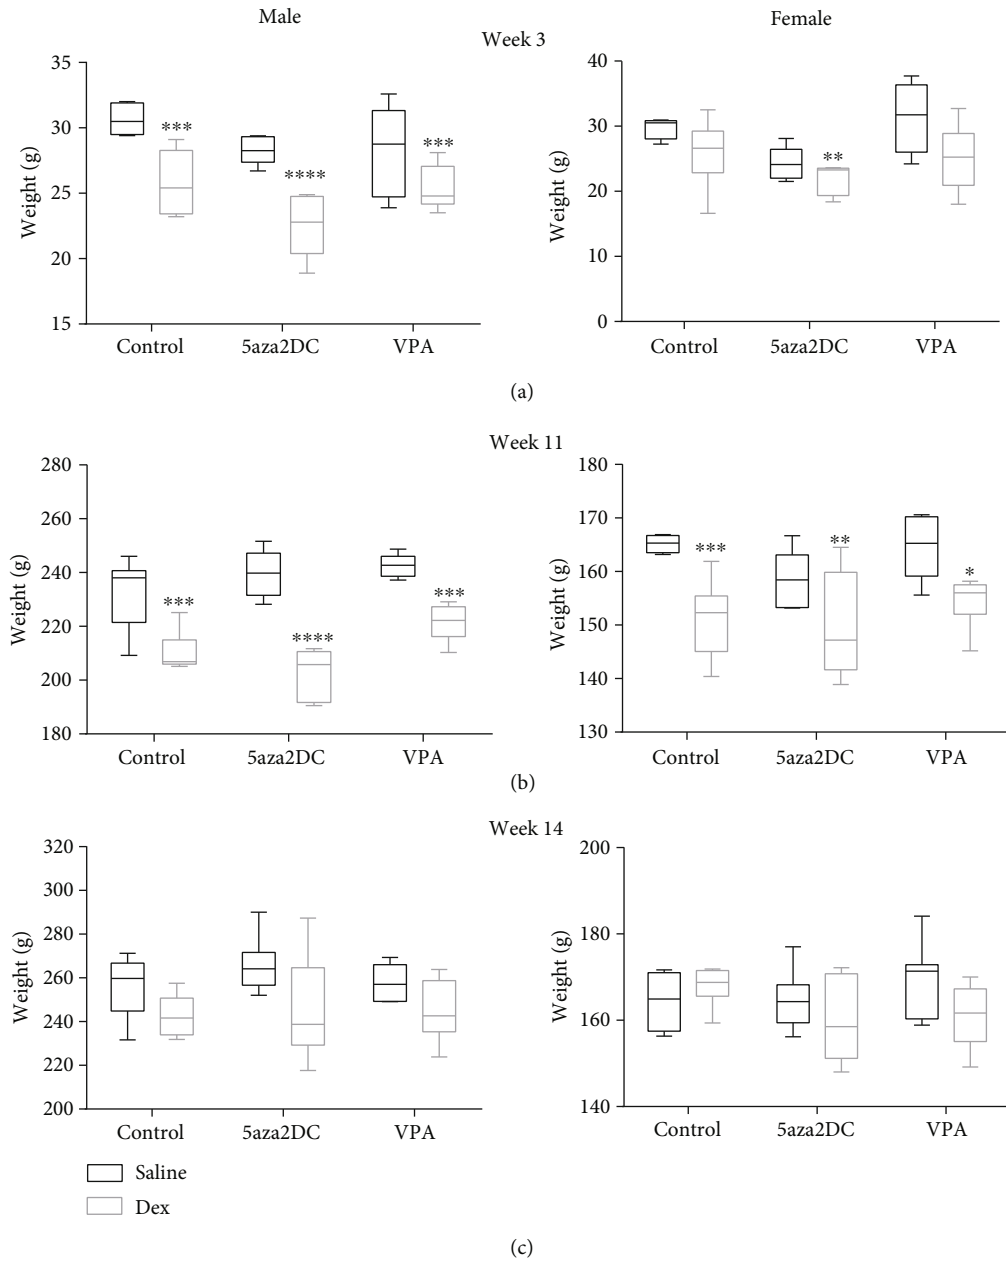 Male
Female
Week 3
35
30
25
20
15
Weight (g)
***
****
***
Control
5aza2DC
VPA
40
30
20
10
0
Weight (g)
**
Control
5aza2DC
VPA
(a)
Week 11
280
260
240
220
200
180
Weight (g)
***
****
***
Control
5aza2DC
VPA
180
170
160
150
140
130
Weight (g)
***
**
*
Control
5aza2DC
VPA
(b)
Week 14
320
300
280
260
240
220
200
Weight (g)
Control
5aza2DC
VPA
200
180
160
140
Weight (g)
Control
5aza2DC
VPA
Saline
Dex
(c)